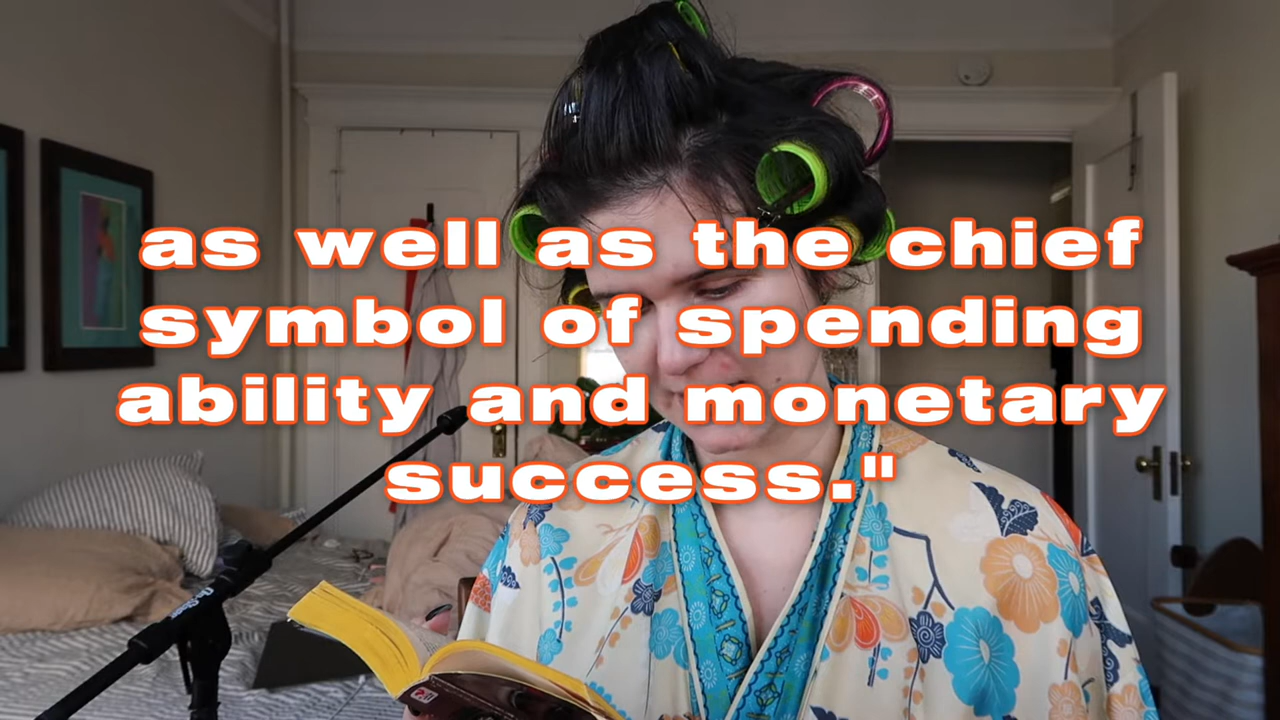 as well as the chief
symbol of spending
ability and monetary
success."